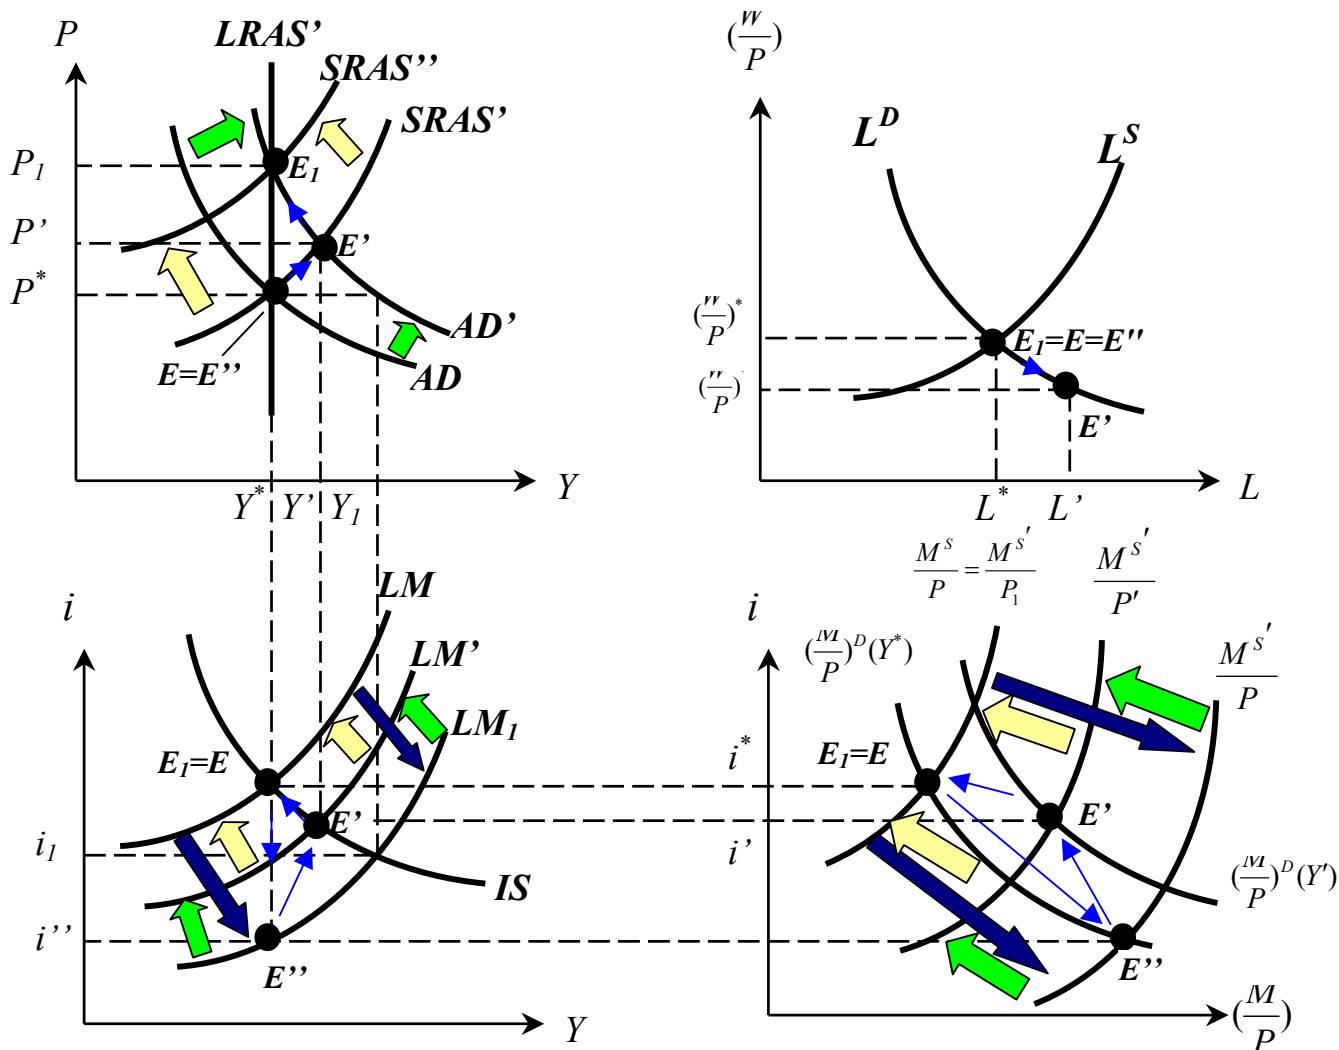 P
LRAS’
SRAS’’
SRAS’
P₁
E₁
P’
E’
P*
AD’
E=E’’
AD
Y* Y’ Y₁
Y
(W/P)
L^D
L^S
(W/P)*
E₁=E=E’’
(W/P)'
E’
L* L’
L
i
LM
LM’
LM₁
E₁=E
E’
i₁
IS
i’’
E’’
Y
M^S/P = M^S'/P₁
M^S'/P'
i
(M/P)^D(Y*)
M^S'/P
i*
E₁=E
E’
i’
(M/P)^D(Y')
E’’
(M/P)